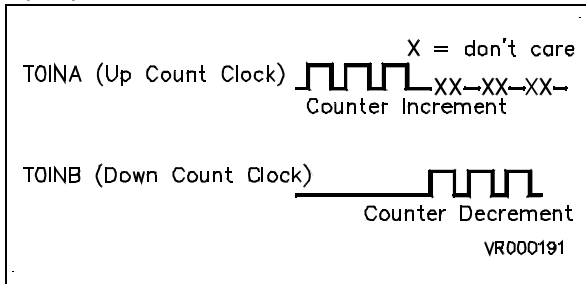 X = don't care
TOINA (Up Count Clock)
XX XX XX
Counter Increment
TOINB (Down Count Clock)
Counter Decrement
VR000191